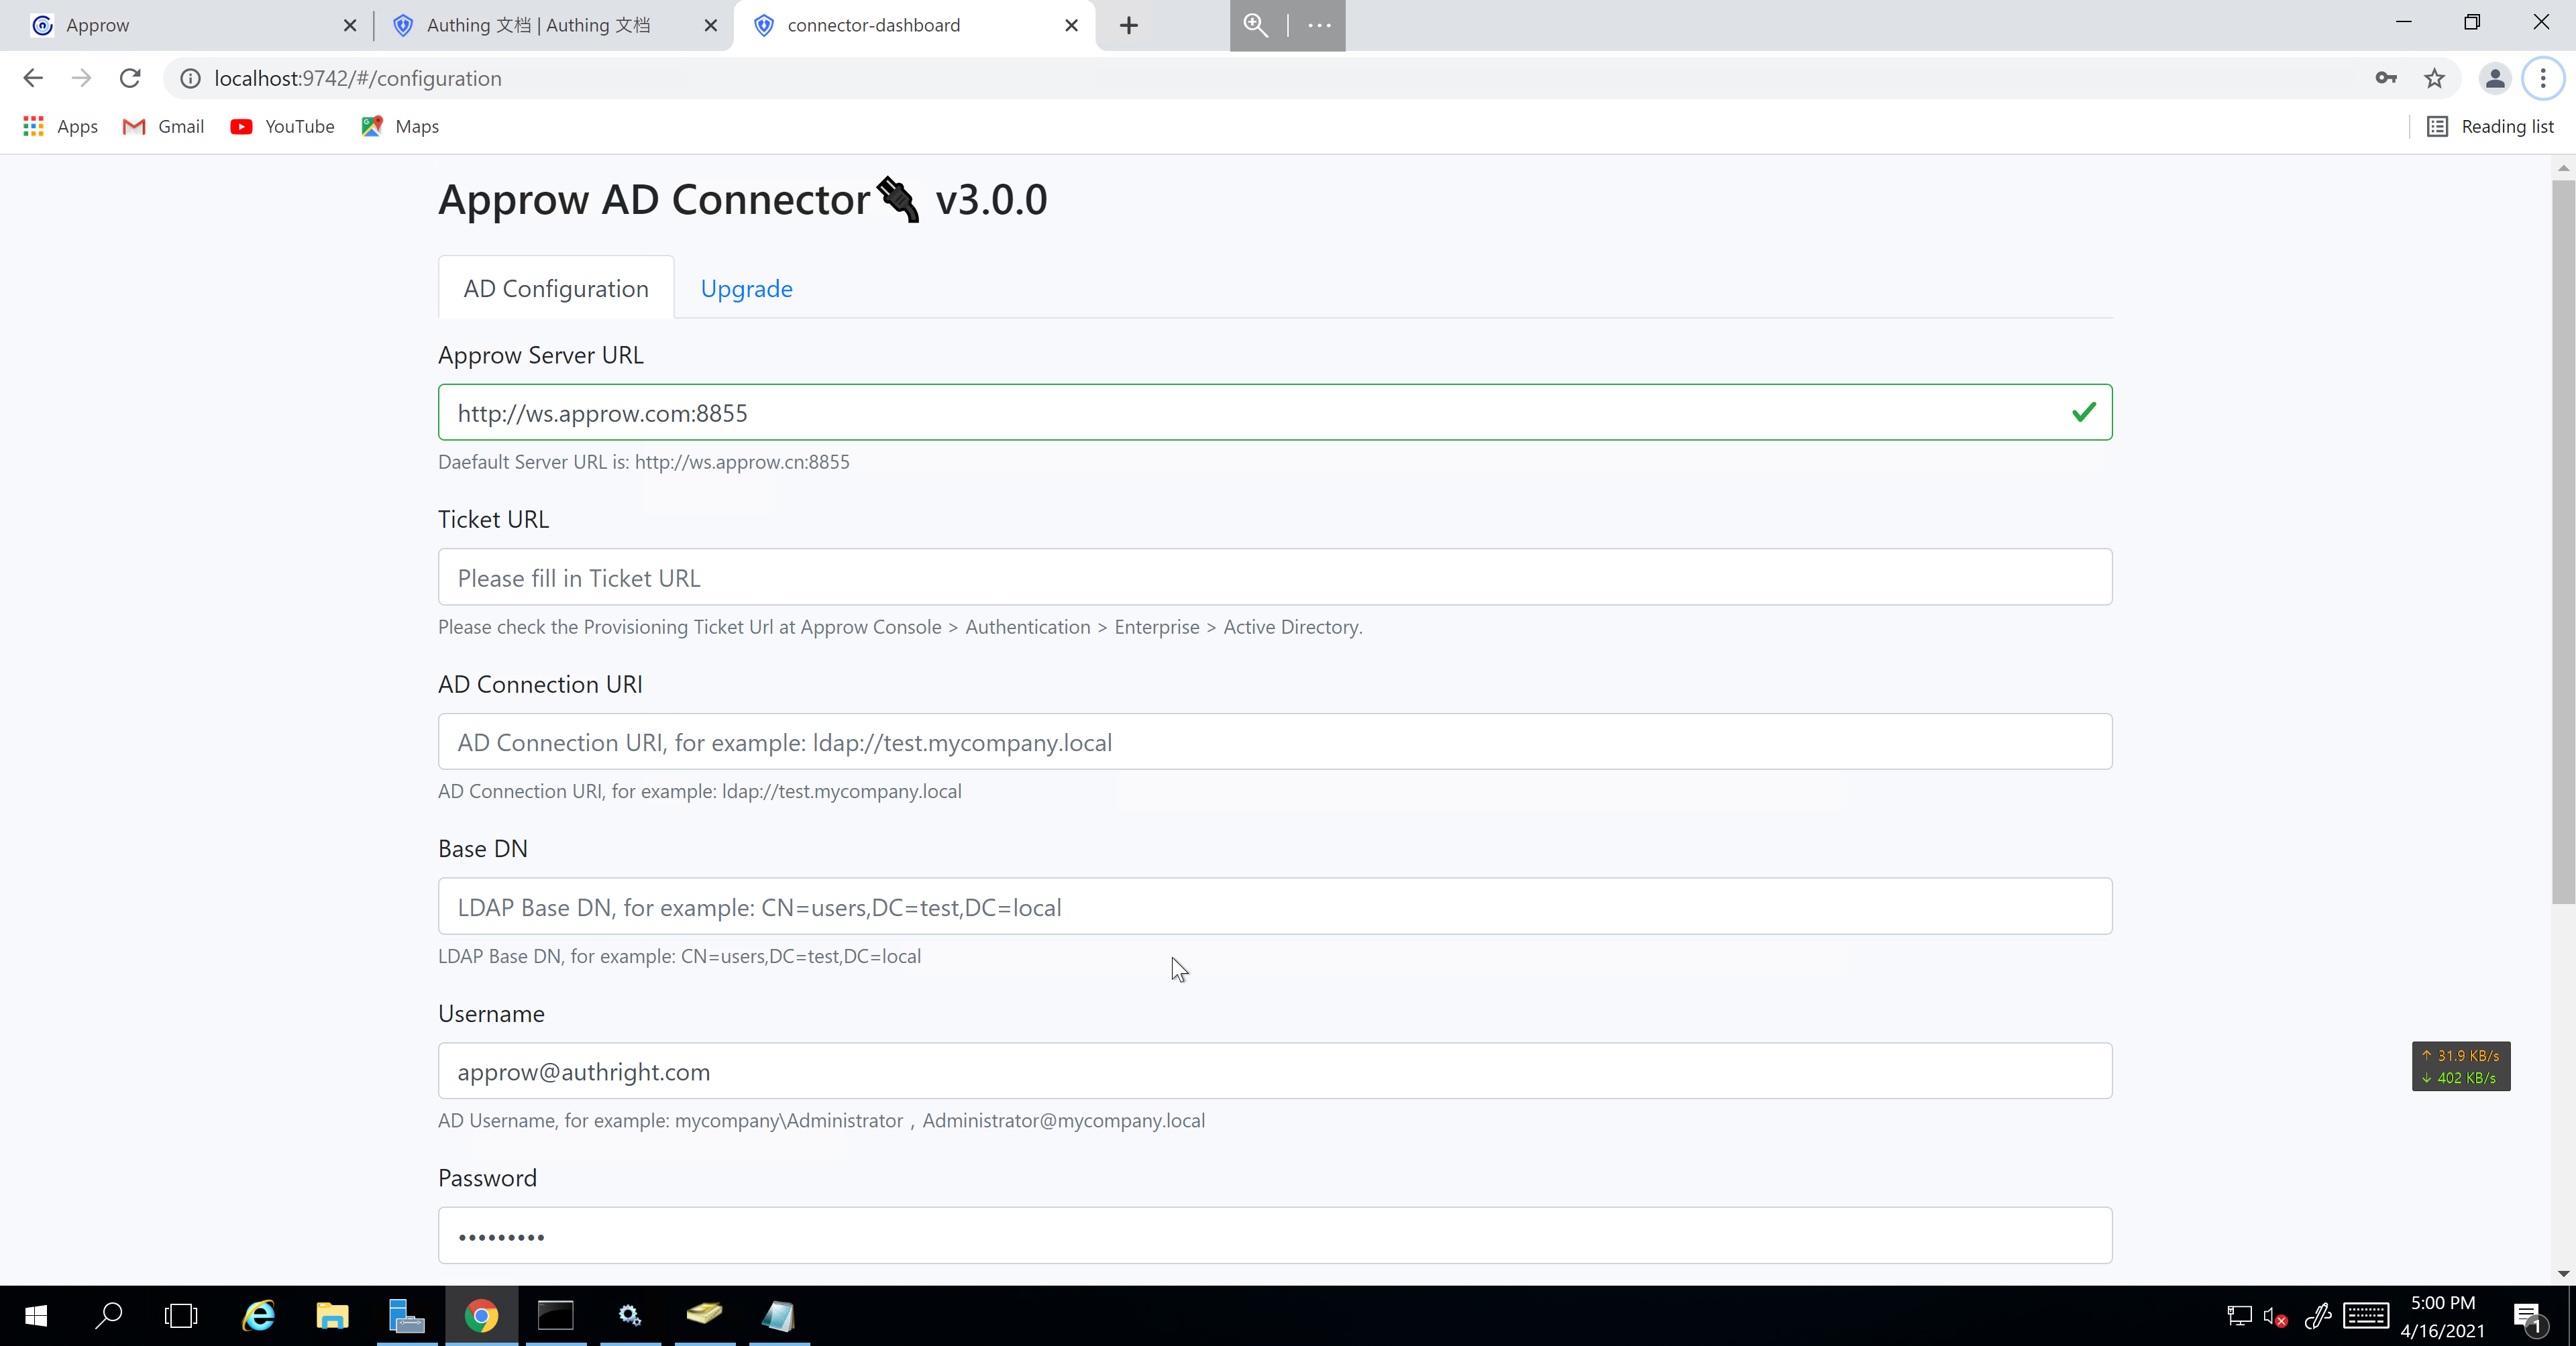 Approw
Authing 文档 | Authing 文档
connector-dashboard
localhost:9742/#/configuration
Apps
Gmail
YouTube
Maps
Reading list
Approw AD Connector v3.0.0
AD Configuration
Upgrade
Approw Server URL
http://ws.approw.com:8855
Daefault Server URL is: http://ws.approw.cn:8855
Ticket URL
Please fill in Ticket URL
Please check the Provisioning Ticket Url at Approw Console > Authentication > Enterprise > Active Directory.
AD Connection URI
AD Connection URI, for example: ldap://test.mycompany.local
AD Connection URI, for example: ldap://test.mycompany.local
Base DN
LDAP Base DN, for example: CN=users,DC=test,DC=local
LDAP Base DN, for example: CN=users,DC=test,DC=local
Username
approw@authright.com
↑ 31.9 KB/s
↓ 402 KB/s
AD Username, for example: mycompany\Administrator , Administrator@mycompany.local
Password
•••••••••
5:00 PM
4/16/2021
1